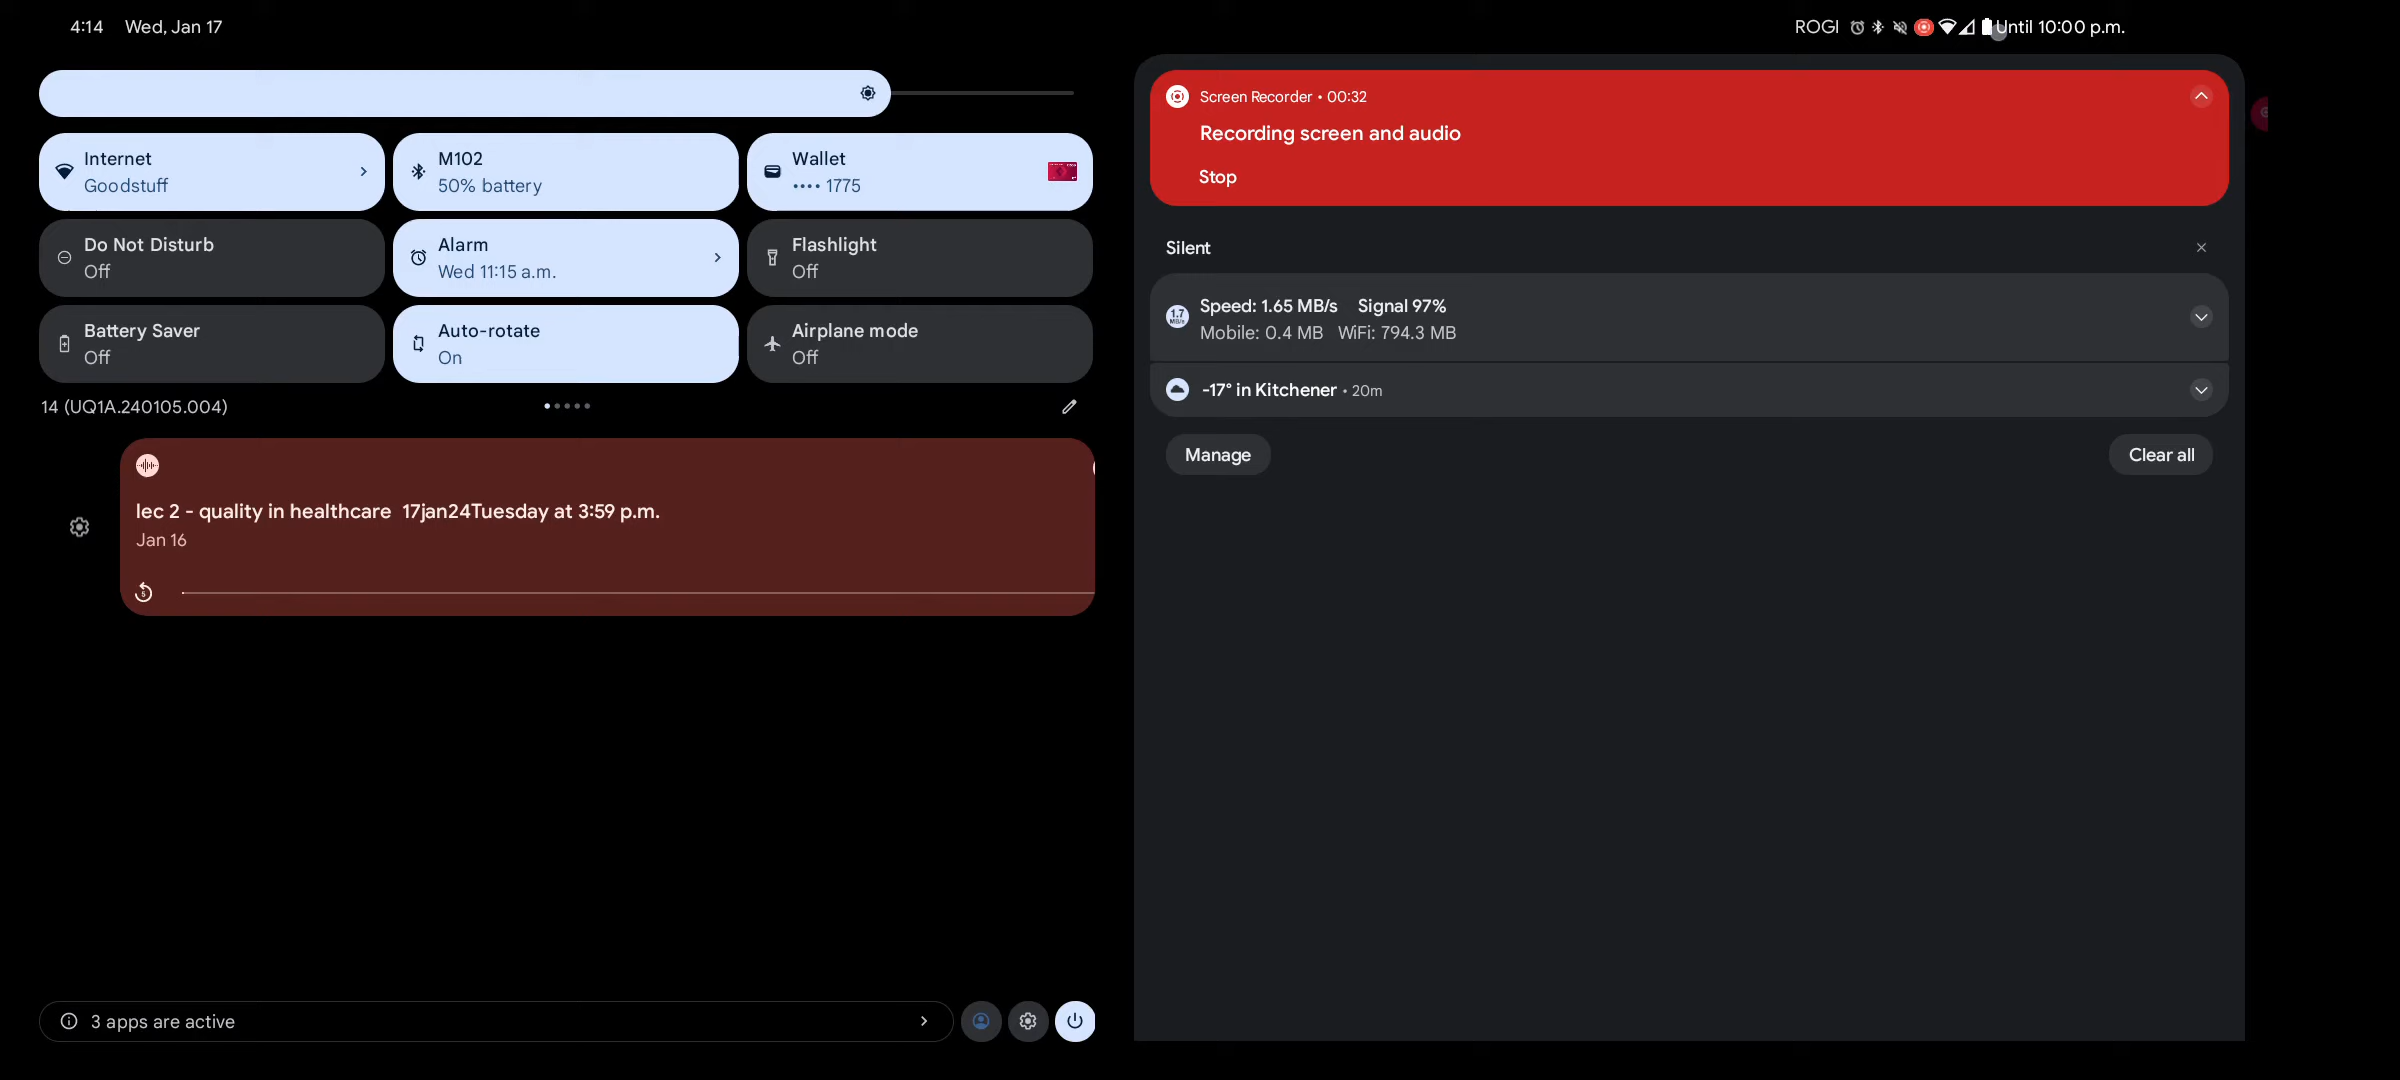 4:14 Wed, Jan 17
ROGI Until 10:00 p.m.
Internet
Goodstuff
M102
50% battery
Wallet
•••• 1775
Do Not Disturb
Off
Alarm
Wed 11:15 a.m.
Flashlight
Off
Battery Saver
Off
Auto-rotate
On
Airplane mode
Off
14 (UQ1A.240105.004)
lec 2 - quality in healthcare 17jan24Tuesday at 3:59 p.m.
Jan 16
5
3 apps are active
Screen Recorder • 00:32
Recording screen and audio
Stop
Silent
1.7
MB/s
Speed: 1.65 MB/s Signal 97%
Mobile: 0.4 MB WiFi: 794.3 MB
-17° in Kitchener • 20m
Manage
Clear all